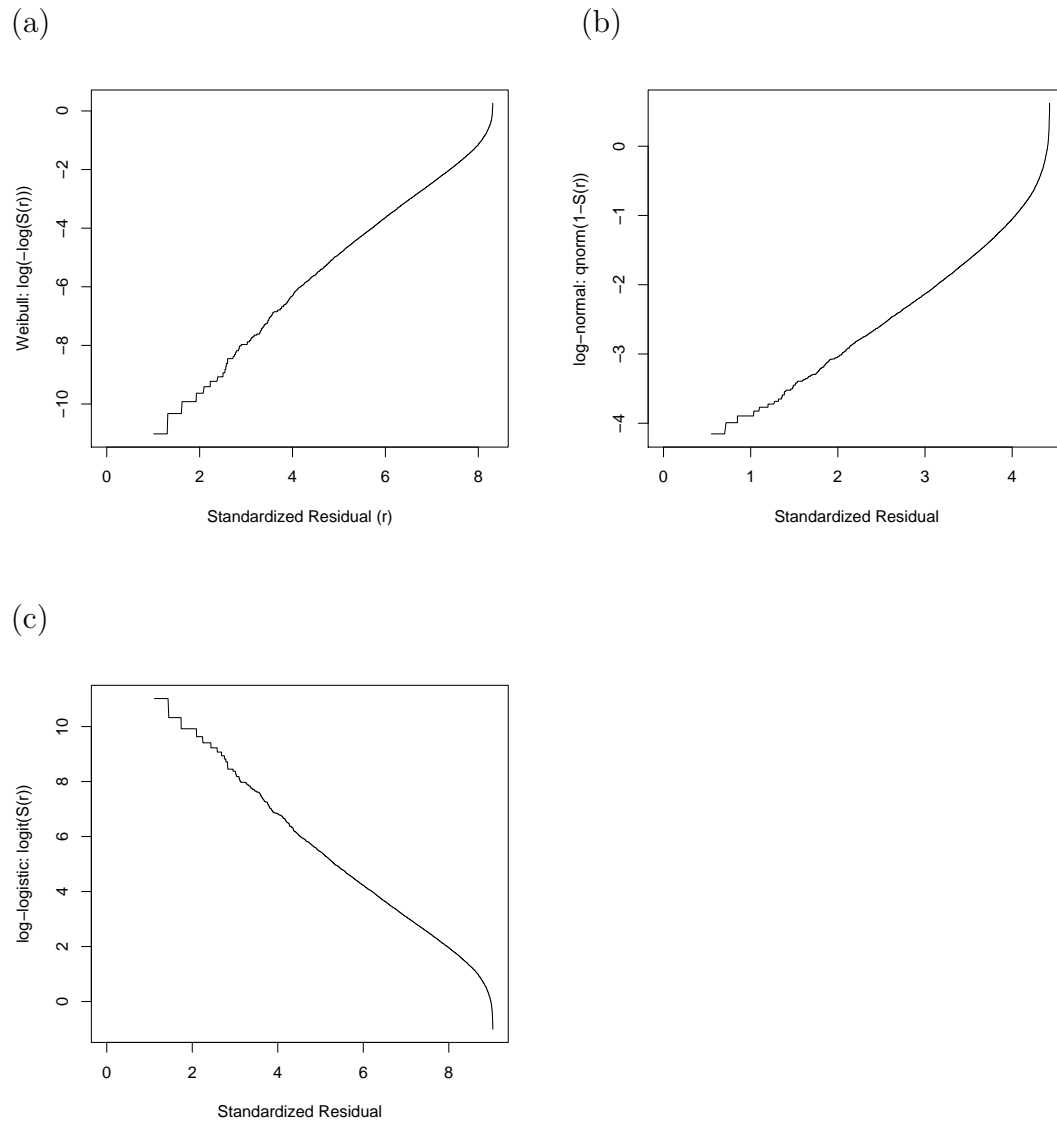 (a)
Weibull: log(−log(S(r)))
0
−2
−4
−6
−8
−10
0 2 4 6 8
Standardized Residual (r)
(b)
log−normal: qnorm(1−S(r))
0
−1
−2
−3
−4
0 1 2 3 4
Standardized Residual
(c)
log−logistic: logit(S(r))
10
8
6
4
2
0
0 2 4 6 8
Standardized Residual